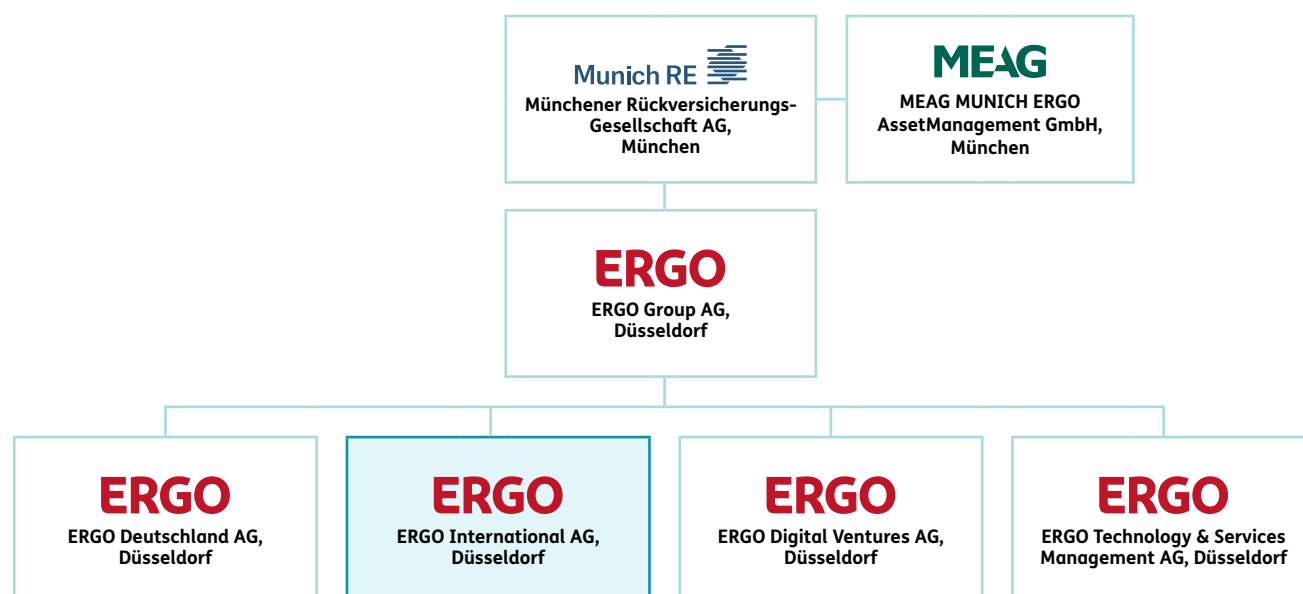 Munich RE
Münchener Rückversicherungs-
Gesellschaft AG,
München
MEAG
MEAG MUNICH ERGO
AssetManagement GmbH,
München
ERGO
ERGO Group AG,
Düsseldorf
ERGO
ERGO Deutschland AG,
Düsseldorf
ERGO
ERGO International AG,
Düsseldorf
ERGO
ERGO Digital Ventures AG,
Düsseldorf
ERGO
ERGO Technology & Services
Management AG, Düsseldorf